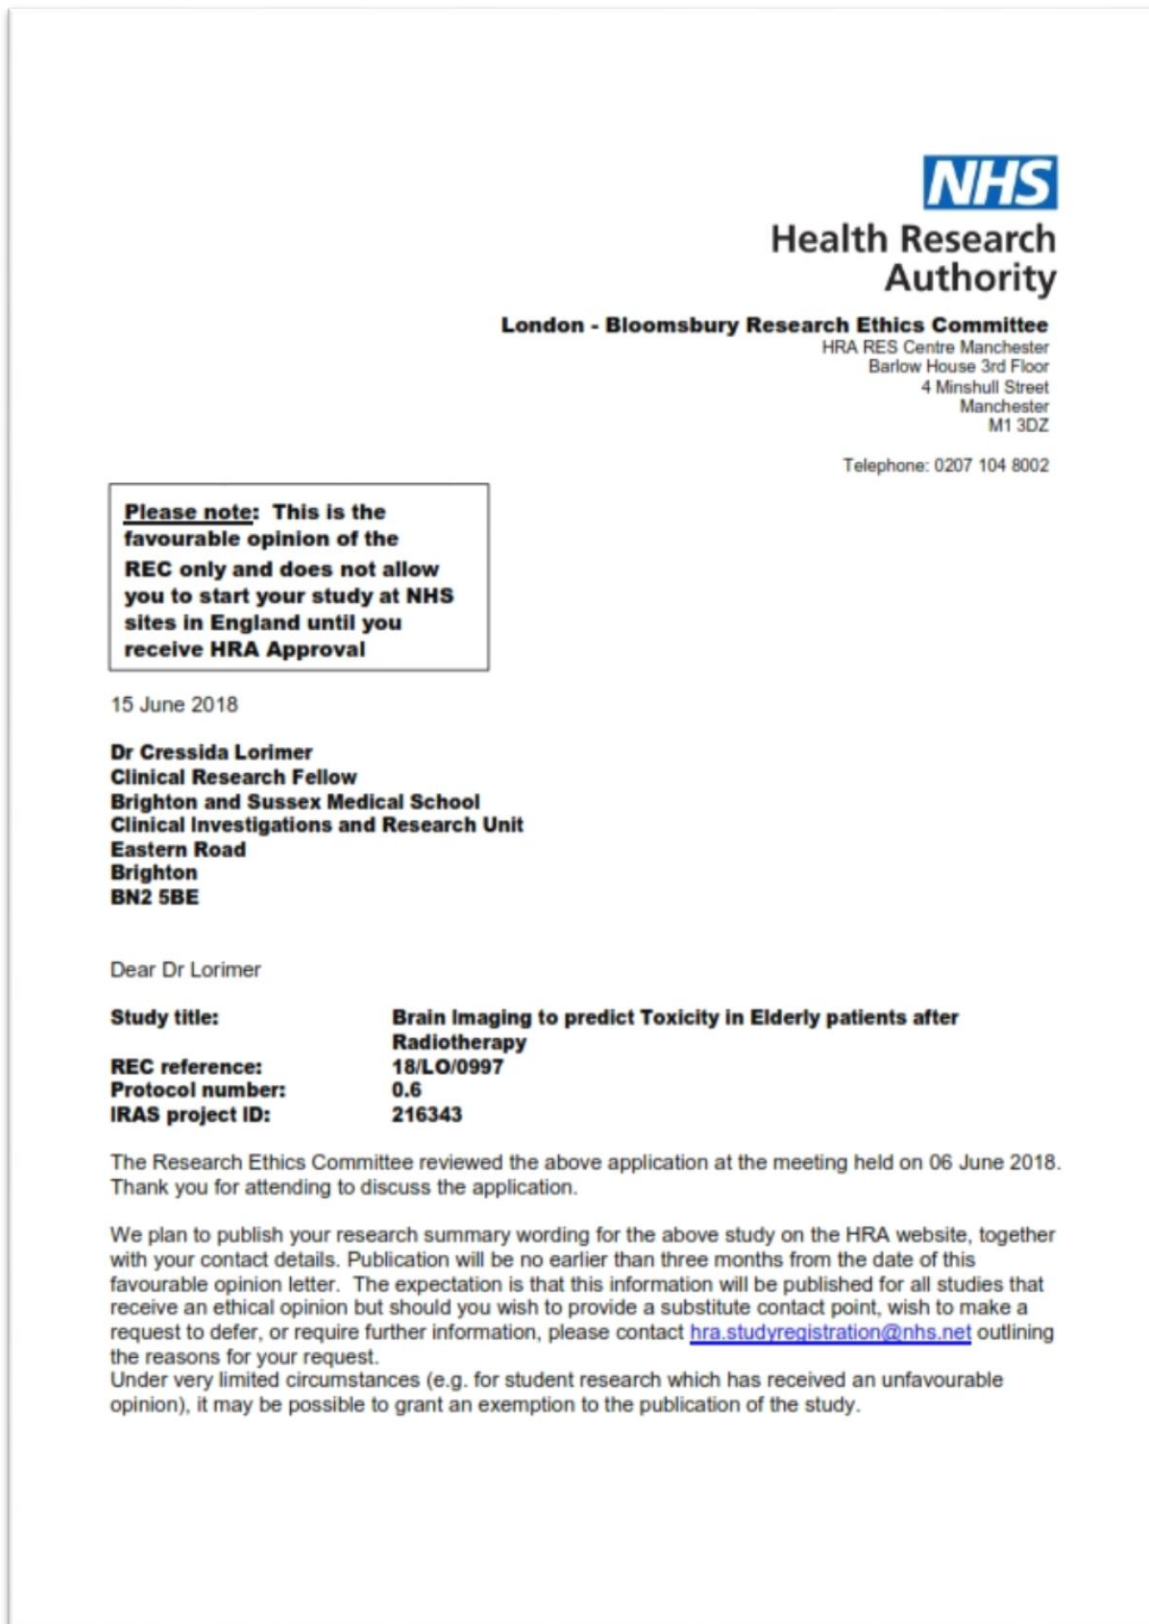 NHS
Health Research
Authority
London - Bloomsbury Research Ethics Committee
HRA RES Centre Manchester
Barlow House 3rd Floor
4 Minshull Street
Manchester
M1 3DZ
Telephone: 0207 104 8002
Please note: This is the
favourable opinion of the
REC only and does not allow
you to start your study at NHS
sites in England until you
receive HRA Approval
15 June 2018
Dr Cressida Lorimer
Clinical Research Fellow
Brighton and Sussex Medical School
Clinical Investigations and Research Unit
Eastern Road
Brighton
BN2 5BE
Dear Dr Lorimer
Study title: Brain Imaging to predict Toxicity in Elderly patients after
Radiotherapy
REC reference: 18/LO/0997
Protocol number: 0.6
IRAS project ID: 216343
The Research Ethics Committee reviewed the above application at the meeting held on 06 June 2018.
Thank you for attending to discuss the application.
We plan to publish your research summary wording for the above study on the HRA website, together
with your contact details. Publication will be no earlier than three months from the date of this
favourable opinion letter. The expectation is that this information will be published for all studies that
receive an ethical opinion but should you wish to provide a substitute contact point, wish to make a
request to defer, or require further information, please contact hra.studyregistration@nhs.net outlining
the reasons for your request.
Under very limited circumstances (e.g. for student research which has received an unfavourable
opinion), it may be possible to grant an exemption to the publication of the study.